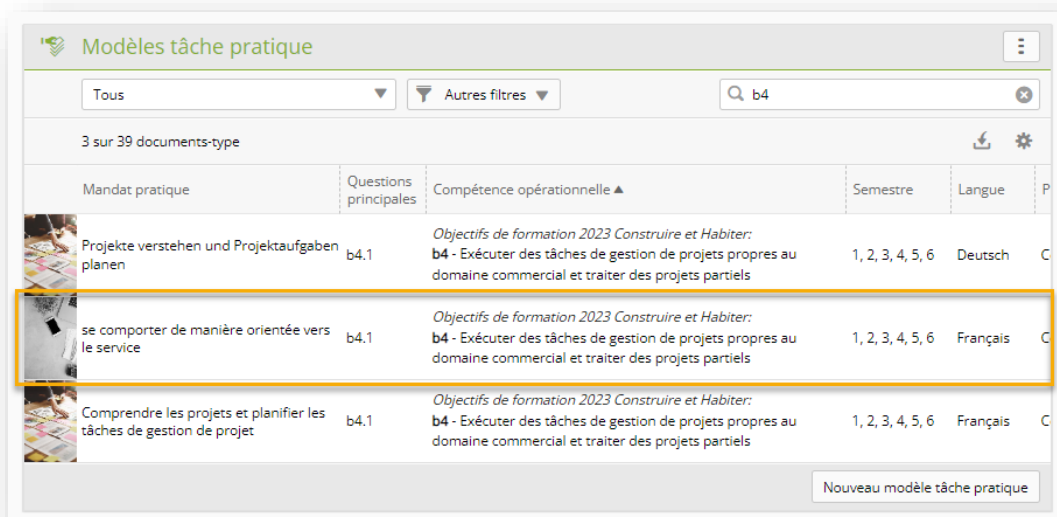 Modèles tâche pratique
Tous
Autres filtres
b4
3 sur 39 documents-type
Mandat pratique
Questions
principales
Compétence opérationnelle ▲
Semestre
Langue
P
Projekte verstehen und Projektaufgaben
planen
b4.1
Objectifs de formation 2023 Construire et Habiter:
b4 - Exécuter des tâches de gestion de projets propres au
domaine commercial et traiter des projets partiels
1, 2, 3, 4, 5, 6
Deutsch
C
se comporter de manière orientée vers
le service
b4.1
Objectifs de formation 2023 Construire et Habiter:
b4 - Exécuter des tâches de gestion de projets propres au
domaine commercial et traiter des projets partiels
1, 2, 3, 4, 5, 6
Français
C
Comprendre les projets et planifier les
tâches de gestion de projet
b4.1
Objectifs de formation 2023 Construire et Habiter:
b4 - Exécuter des tâches de gestion de projets propres au
domaine commercial et traiter des projets partiels
1, 2, 3, 4, 5, 6
Français
C
Nouveau modèle tâche pratique